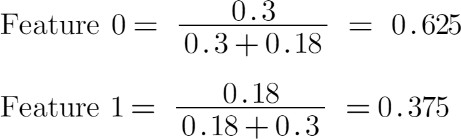 Feature 0 = 0.3 / 0.3 + 0.18 = 0.625
Feature 1 = 0.18 / 0.18 + 0.3 = 0.375